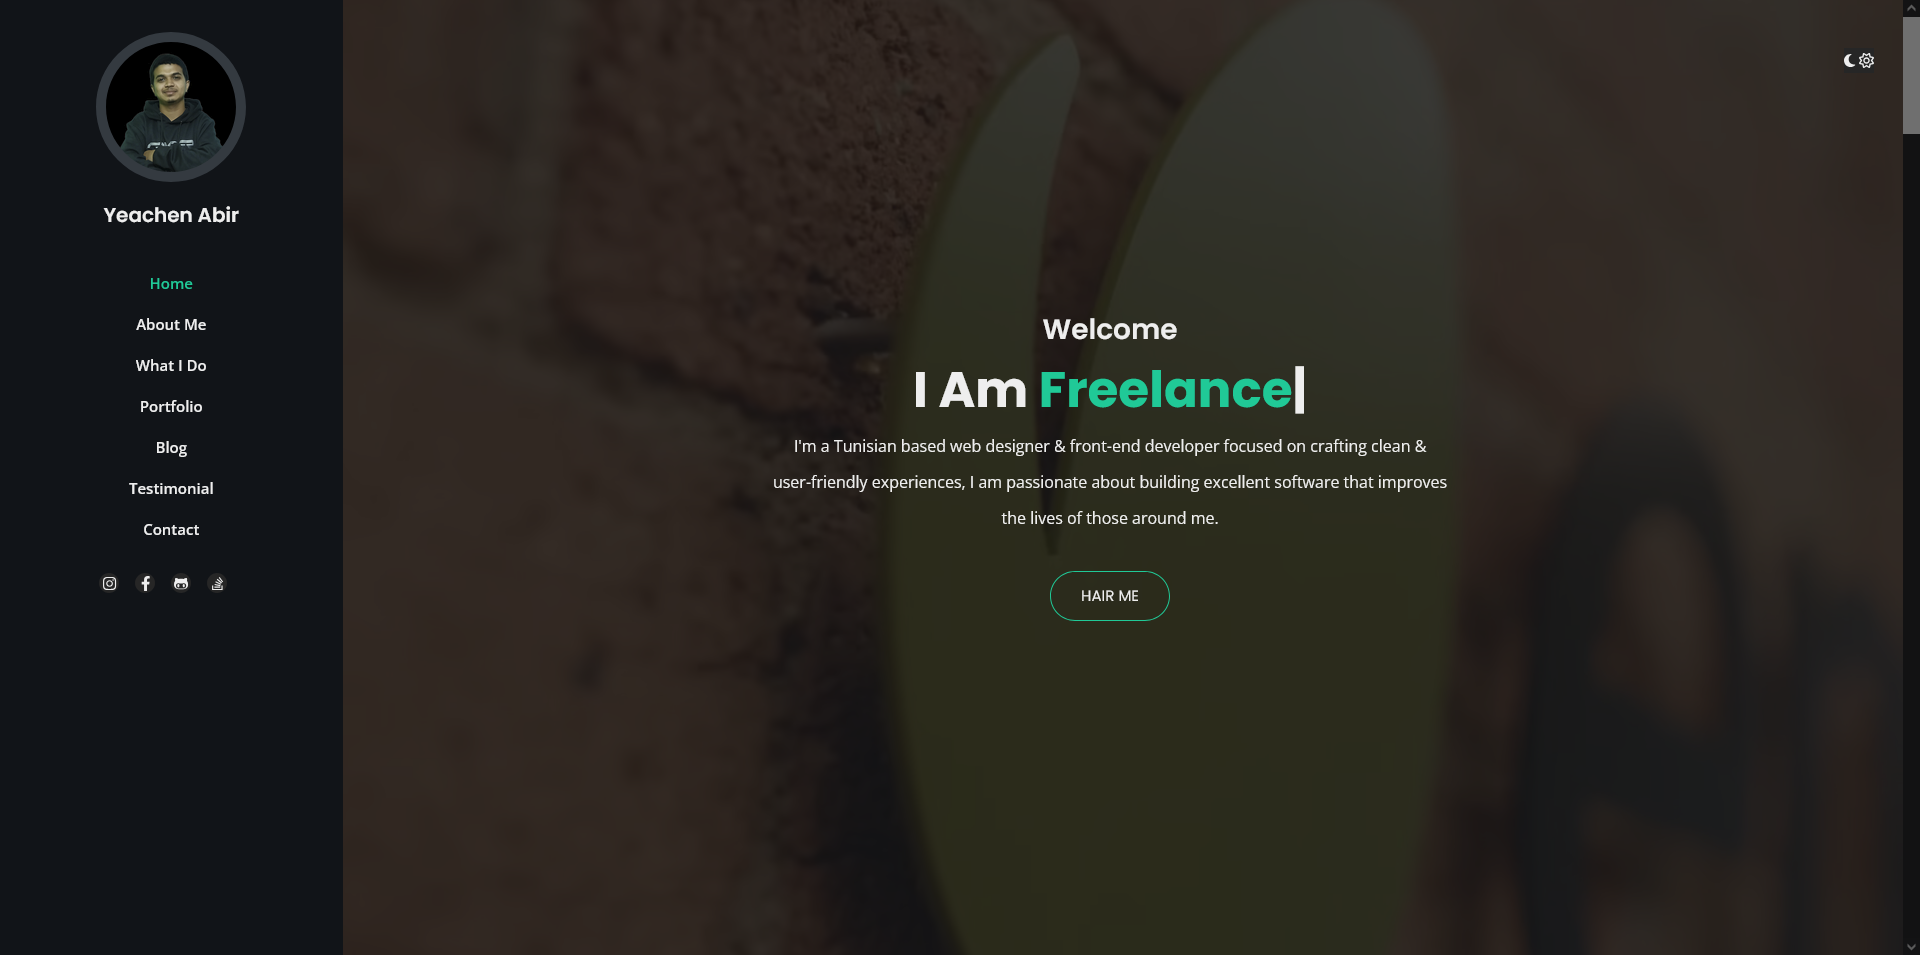 Yeachen Abir
Home
About Me
What I Do
Portfolio
Blog
Testimonial
Contact
Welcome
I Am Freelance|
I'm a Tunisian based web designer & front-end developer focused on crafting clean &
user-friendly experiences, I am passionate about building excellent software that improves
the lives of those around me.
HAIR ME